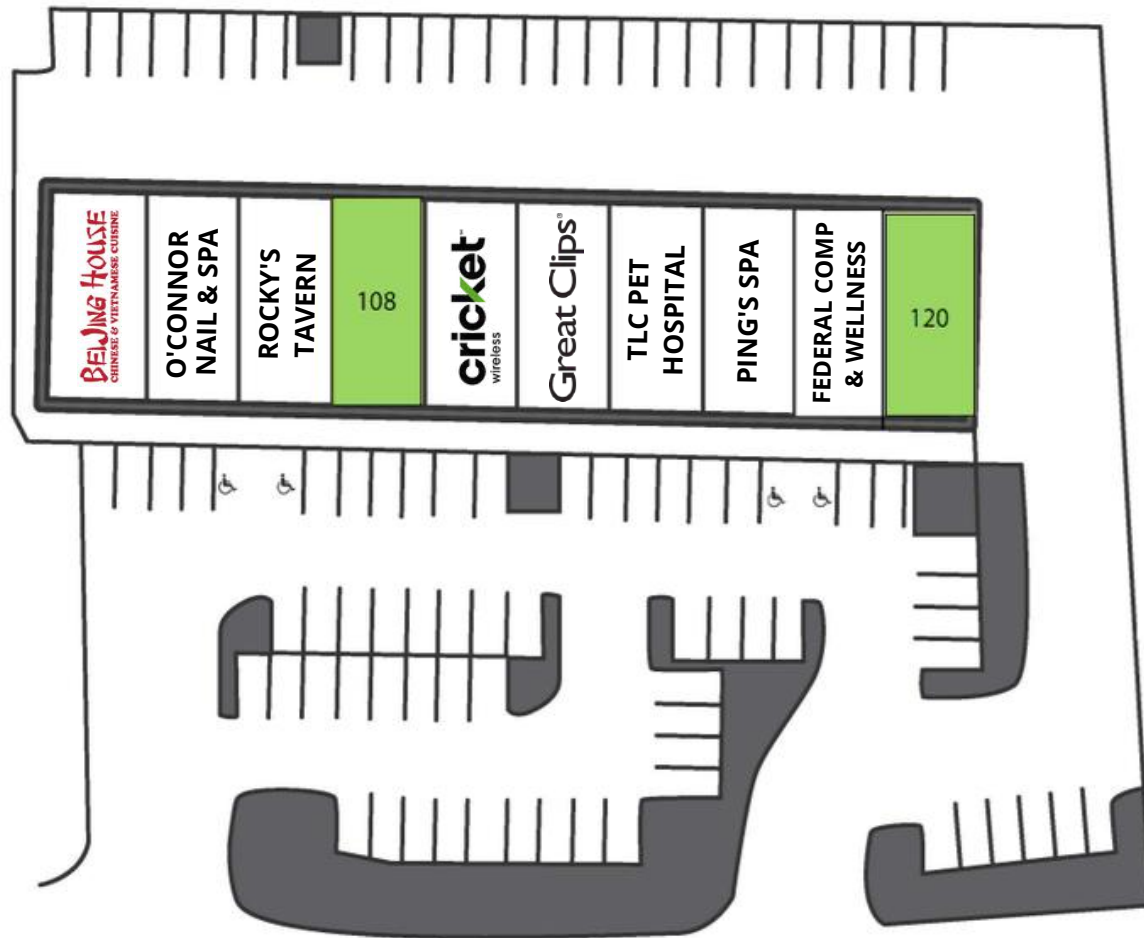 BEIJING HOUSE
CHINESE & VIETNAMESE CUISINE
O'CONNOR
NAIL & SPA
ROCKY'S
TAVERN
108
cricket
wireless
Great Clips®
TLC PET
HOSPITAL
PING'S SPA
FEDERAL COMP
& WELLNESS
120